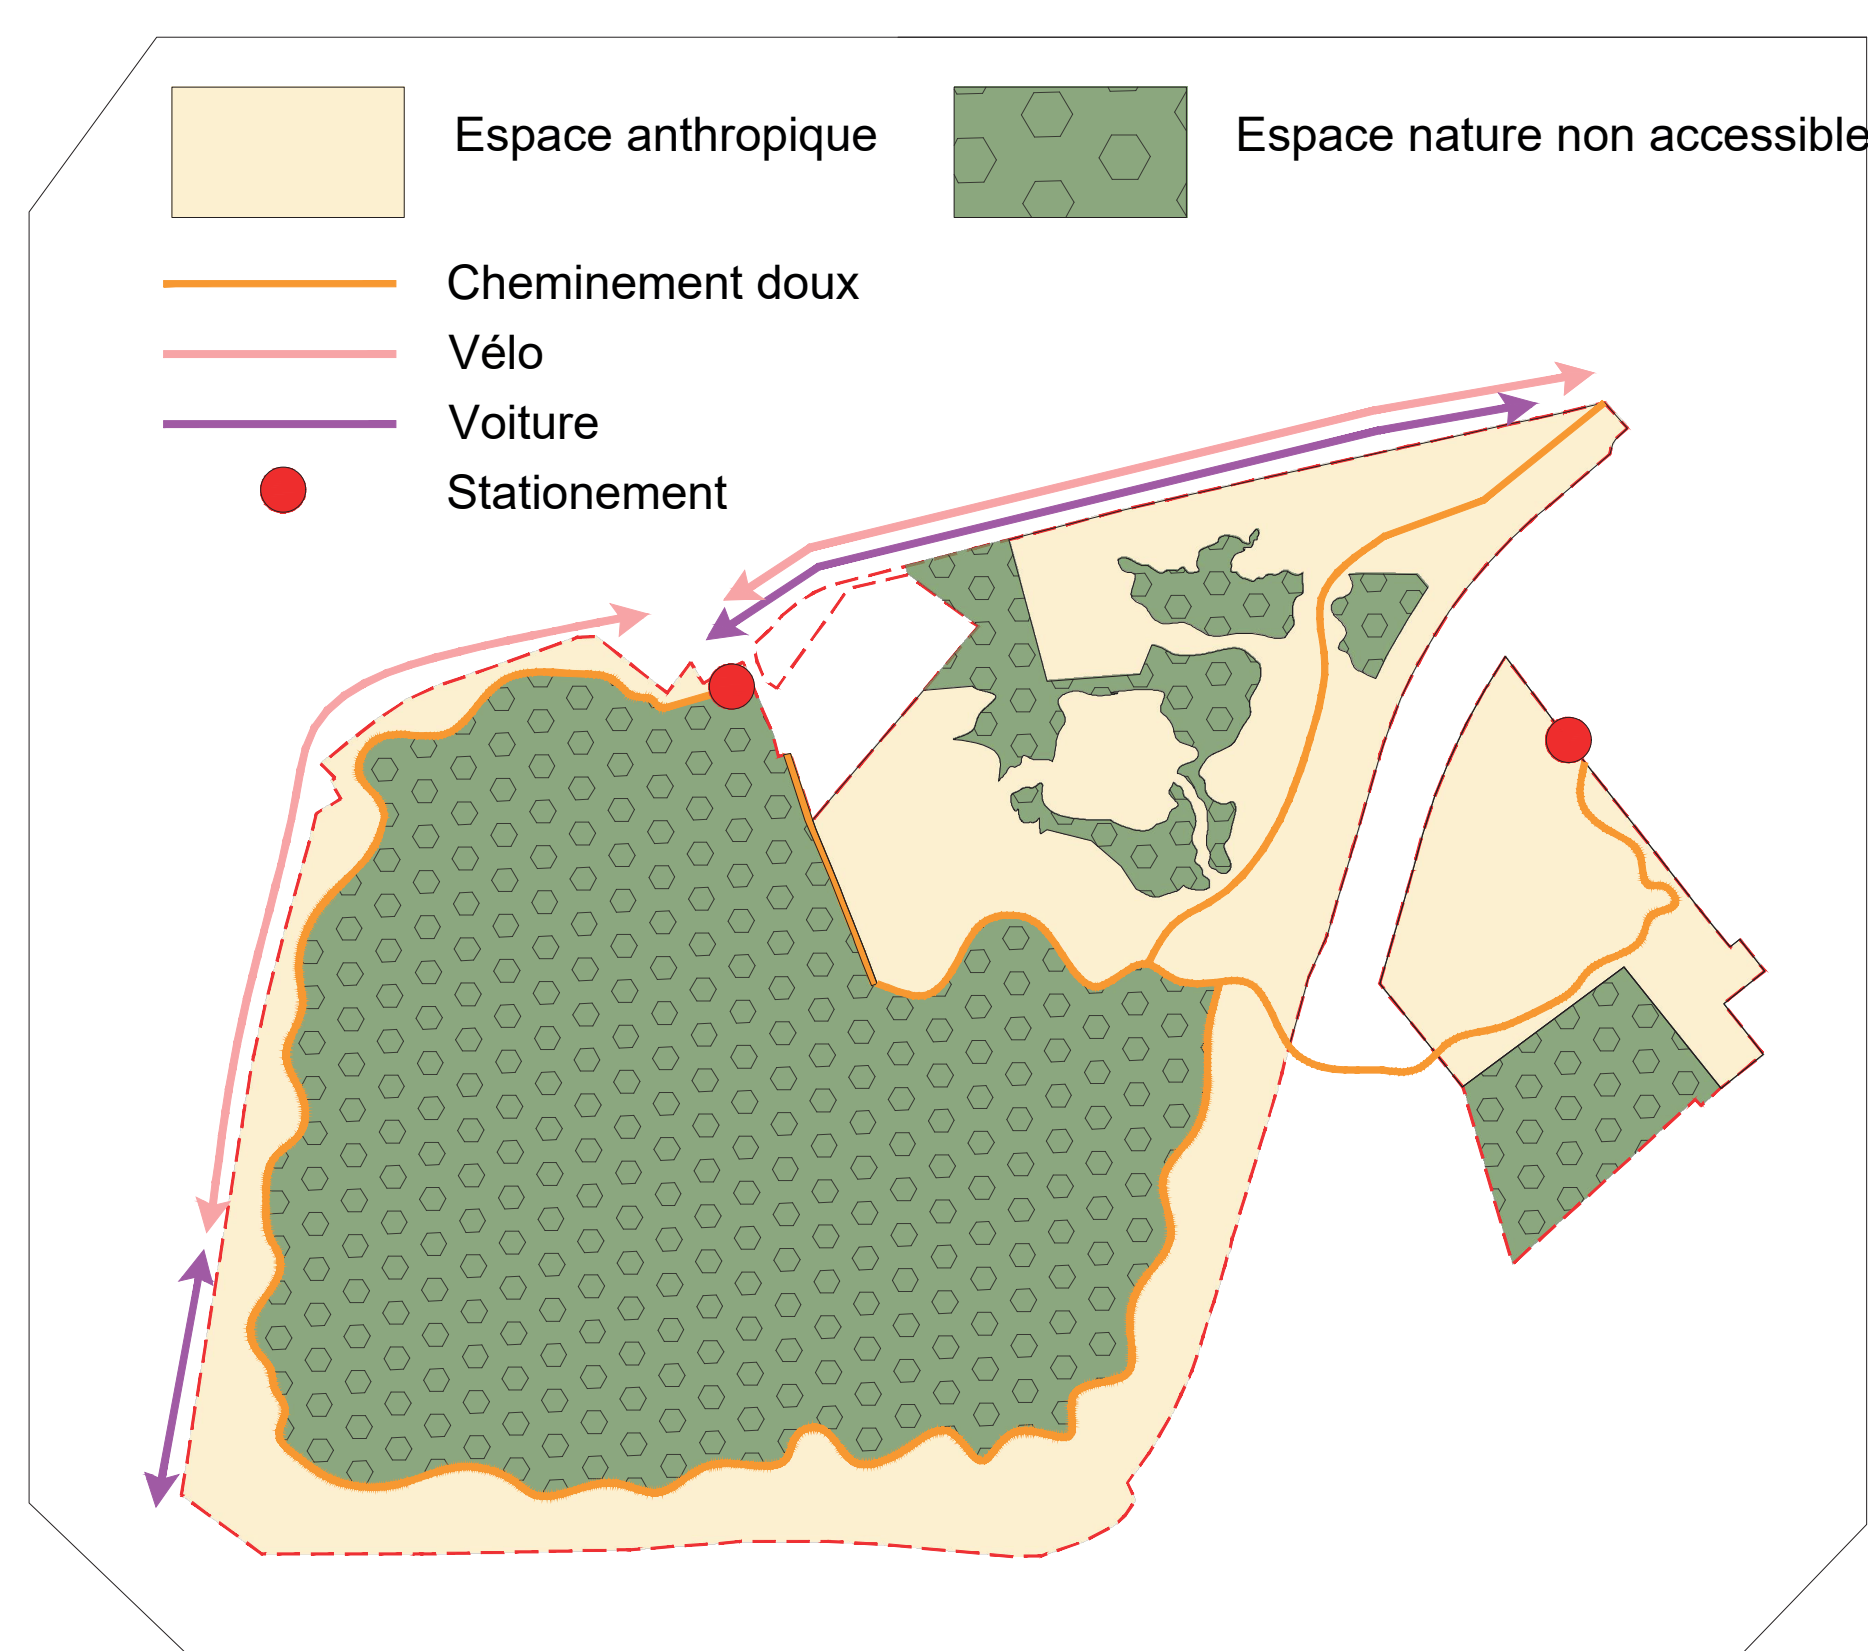 Espace anthropique
Espace nature non accessible
Cheminement doux
Vélo
Voiture
Stationement